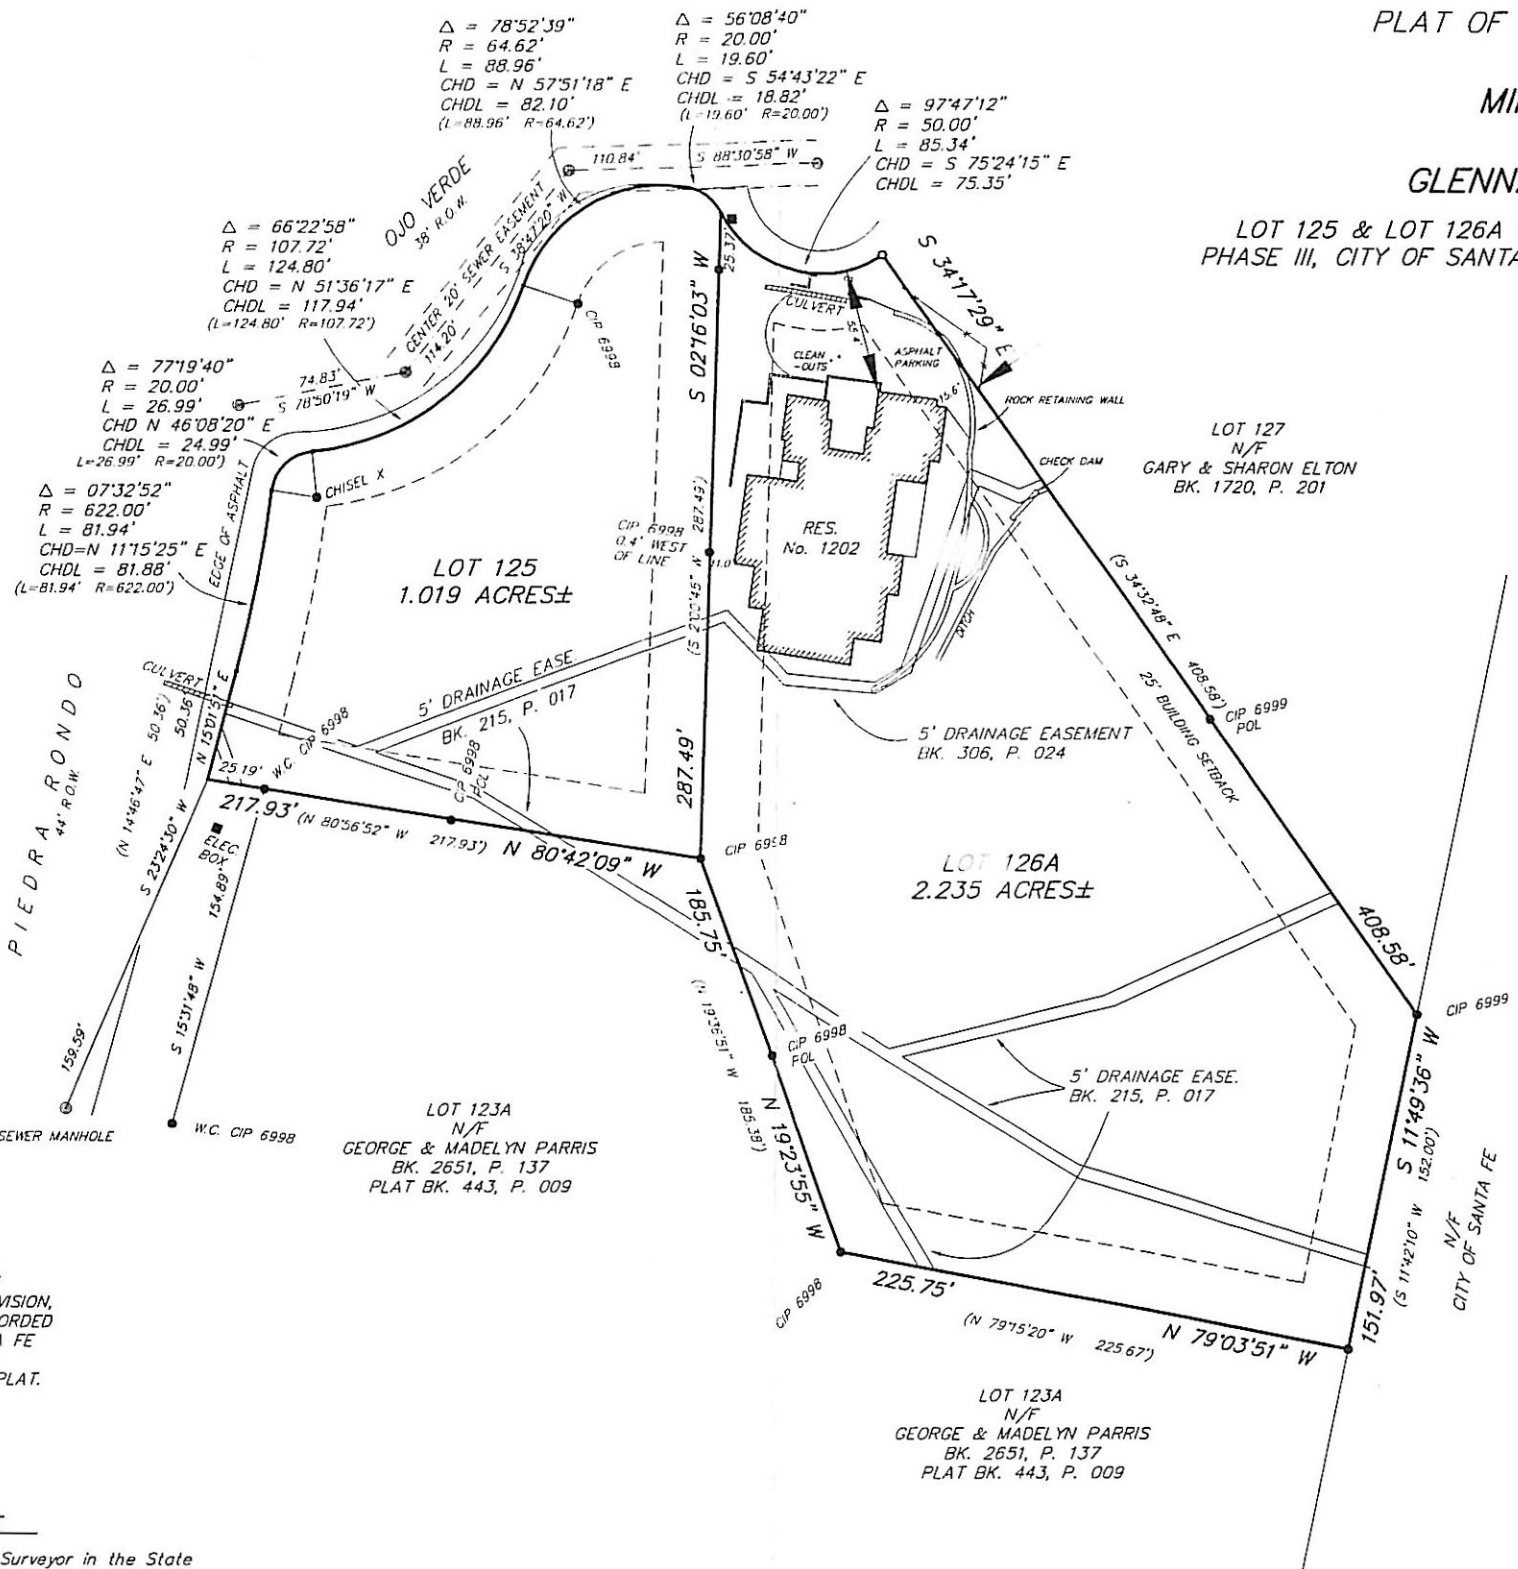 PLAT OF
MI
GLENN
LOT 125 & LOT 126A
PHASE III, CITY OF SANTA
Δ = 78°52'39"
R = 64.62'
L = 88.96'
CHD = N 57°51'18" E
CHDL = 82.10'
(L=88.96' R=64.62')
Δ = 56°08'40"
R = 20.00'
L = 19.60'
CHD = S 54°43'22" E
CHDL = 18.82'
(L=19.60' R=20.00')
Δ = 97°47'12"
R = 50.00'
L = 85.34'
CHD = S 75°24'15" E
CHDL = 75.35'
Δ = 66°22'58"
R = 107.72'
L = 124.80'
CHD = N 51°36'17" E
CHDL = 117.94'
(L=124.80' R=107.72')
Δ = 77°19'40"
R = 20.00'
L = 26.99'
CHD N 46°08'20" E
CHDL = 24.99'
L=26.99' R=20.00')
Δ = 07°32'52"
R = 622.00'
L = 81.94'
CHD=N 11°15'25" E
CHDL = 81.88'
(L=81.94' R=622.00')
OJO VERDE
38' R.O.W.
110.84'
S 88°30'58" W
CENTER 20' SEWER EASEMENT
S 38°47'20" W
114.20'
74.83'
S 78°50'19" W
EDGE OF ASPHALT
CHISEL X
CIP 6998
25.37'
S 02°16'03" W
(S 2°00'45" W 287.49')
287.49'
S 34°17'29" E
CULVERT
55.4'
CLEAN
-OUTS
ASPHALT
PARKING
15.6'
ROCK RETAINING WALL
CHECK DAM
LOT 127
N/F
GARY & SHARON ELTON
BK. 1720, P. 201
CIP 6998
0.4' WEST
OF LINE
11.0'
RES.
No. 1202
DITCH
LOT 125
1.019 ACRES±
(S 34°32'48" E 408.58')
CIP 6999
POL
25' BUILDING SETBACK
5' DRAINAGE EASE.
BK. 215, P. 017
5' DRAINAGE EASEMENT
BK. 306, P. 024
PIEDRA RONDO
44' R.O.W.
CULVERT
N 15°01'51" E
50.36'
(N 14°46'47" E 50.36')
25.19'
W.C. CIP 6998
CIP 6998
POL
217.93'
(N 80°56'52" W 217.93')
N 80°42'09" W
CIP 6998
ELEC.
BOX
S 23°24'30" W
159.59'
S 15°31'48" W
154.89'
SEWER MANHOLE
W.C. CIP 6998
LOT 126A
2.235 ACRES±
408.58'
CIP 6999
185.75'
(N 19°36'51" W 185.38')
CIP 6998
POL
N 19°23'55" W
5' DRAINAGE EASE.
BK. 215, P. 017
S 11°49'36" W
151.97'
(S 11°42'10" W 152.00')
N/F
CITY OF SANTA FE
LOT 123A
N/F
GEORGE & MADELYN PARRIS
BK. 2651, P. 137
PLAT BK. 443, P. 009
CIP 6998
225.75'
(N 79°15'20" W 225.67')
N 79°03'51" W
LOT 123A
N/F
GEORGE & MADELYN PARRIS
BK. 2651, P. 137
PLAT BK. 443, P. 009
VISION,
ORDED
FE
PLAT.
Surveyor in the State